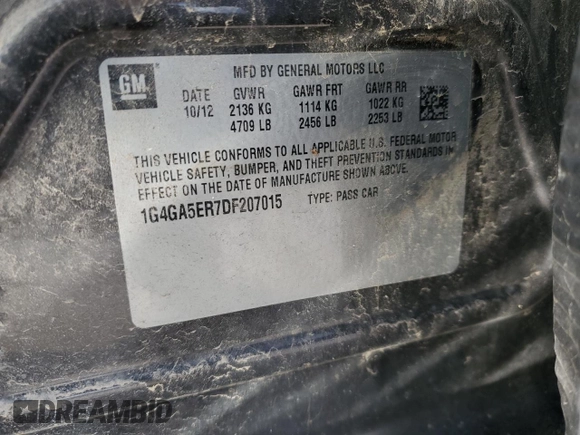 GM
MFD BY GENERAL MOTORS LLC
DATE GVWR GAWR FRT GAWR RR
10/12 2136 KG 1114 KG 1022 KG
4709 LB 2456 LB 2253 LB
THIS VEHICLE CONFORMS TO ALL APPLICABLE U.S. FEDERAL MOTOR
VEHICLE SAFETY, BUMPER, AND THEFT PREVENTION STANDARDS IN
EFFECT ON THE DATE OF MANUFACTURE SHOWN ABOVE.
1G4GA5ER7DF207015 TYPE: PASS CAR
DREAMBID